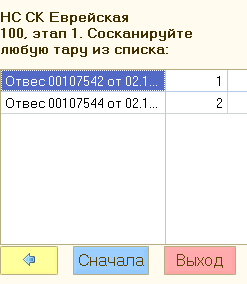 НС СК Еврейская
100, этап 1. Сосканируйте
любую тару из списка:
Отвес 00107542 от 02.1... 1
Отвес 00107544 от 02.1... 2
Сначала Выход